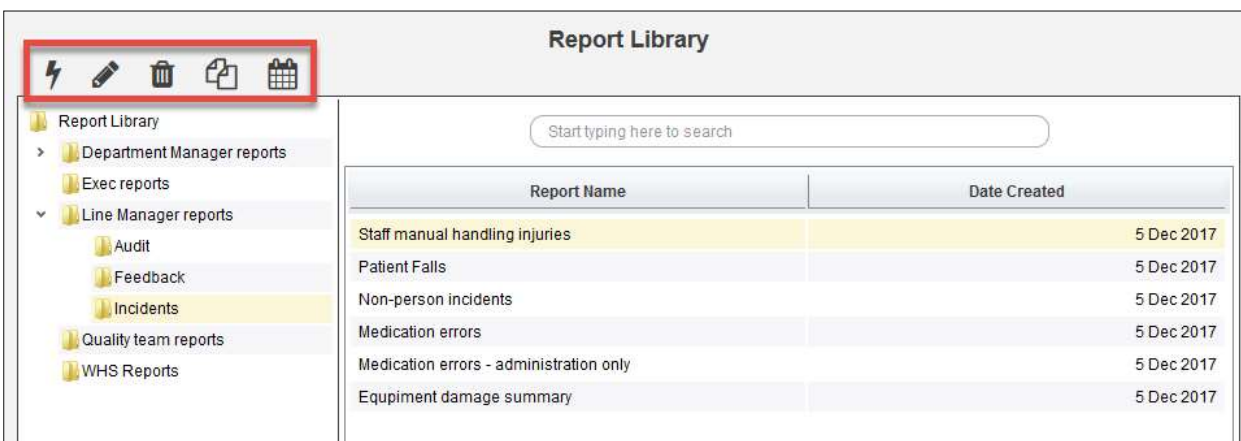 Report Library
Report Library
Department Manager reports
Exec reports
Line Manager reports
Audit
Feedback
Incidents
Quality team reports
WHS Reports
Start typing here to search
Report Name Date Created
Staff manual handling injuries 5 Dec 2017
Patient Falls 5 Dec 2017
Non-person incidents 5 Dec 2017
Medication errors 5 Dec 2017
Medication errors - administration only 5 Dec 2017
Equpiment damage summary 5 Dec 2017